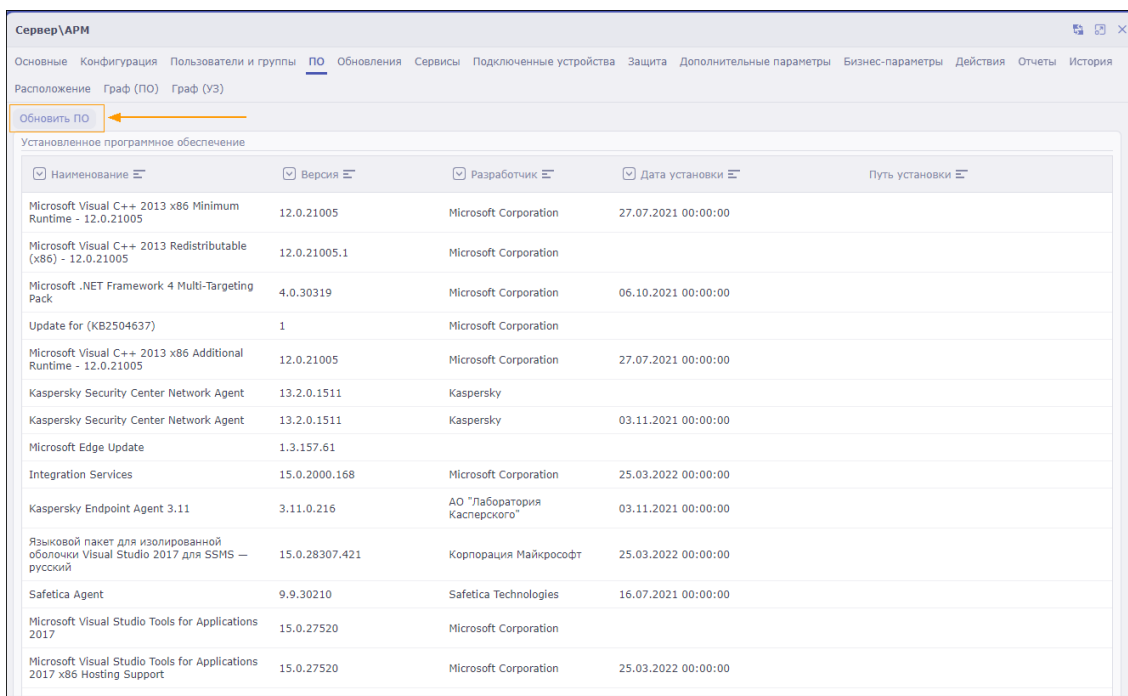 Сервер\АРМ
Основные Конфигурация Пользователи и группы ПО Обновления Сервисы Подключенные устройства Защита Дополнительные параметры Бизнес-параметры Действия Отчеты История
Расположение Граф (ПО) Граф (УЗ)
Обновить ПО
Установленное программное обеспечение
Наименование Версия Разработчик Дата установки Путь установки
Microsoft Visual C++ 2013 x86 Minimum
Runtime - 12.0.21005 12.0.21005 Microsoft Corporation 27.07.2021 00:00:00
Microsoft Visual C++ 2013 Redistributable
(x86) - 12.0.21005 12.0.21005.1 Microsoft Corporation
Microsoft .NET Framework 4 Multi-Targeting
Pack 4.0.30319 Microsoft Corporation 06.10.2021 00:00:00
Update for (KB2504637) 1 Microsoft Corporation
Microsoft Visual C++ 2013 x86 Additional
Runtime - 12.0.21005 12.0.21005 Microsoft Corporation 27.07.2021 00:00:00
Kaspersky Security Center Network Agent 13.2.0.1511 Kaspersky
Kaspersky Security Center Network Agent 13.2.0.1511 Kaspersky 03.11.2021 00:00:00
Microsoft Edge Update 1.3.157.61
Integration Services 15.0.2000.168 Microsoft Corporation 25.03.2022 00:00:00
Kaspersky Endpoint Agent 3.11 3.11.0.216 АО "Лаборатория
Касперского" 03.11.2021 00:00:00
Языковой пакет для изолированной
оболочки Visual Studio 2017 для SSMS — 15.0.28307.421 Корпорация Майкрософт 25.03.2022 00:00:00
русский
Safetica Agent 9.9.30210 Safetica Technologies 16.07.2021 00:00:00
Microsoft Visual Studio Tools for Applications
2017 15.0.27520 Microsoft Corporation
Microsoft Visual Studio Tools for Applications
2017 x86 Hosting Support 15.0.27520 Microsoft Corporation 25.03.2022 00:00:00